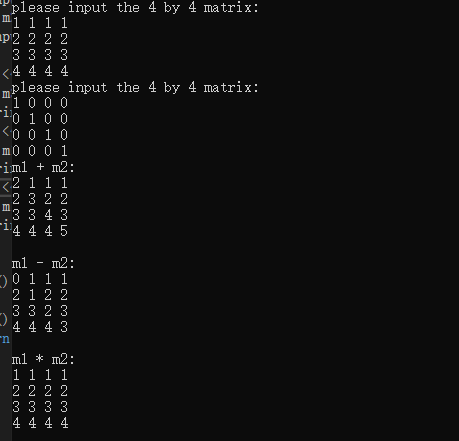 please input the 4 by 4 matrix:
1 1 1 1
2 2 2 2
3 3 3 3
4 4 4 4
please input the 4 by 4 matrix:
1 0 0 0
0 1 0 0
0 0 1 0
0 0 0 1
m1 + m2:
2 1 1 1
2 3 2 2
3 3 4 3
4 4 4 5

m1 - m2:
0 1 1 1
2 1 2 2
3 3 2 3
4 4 4 3

m1 * m2:
1 1 1 1
2 2 2 2
3 3 3 3
4 4 4 4